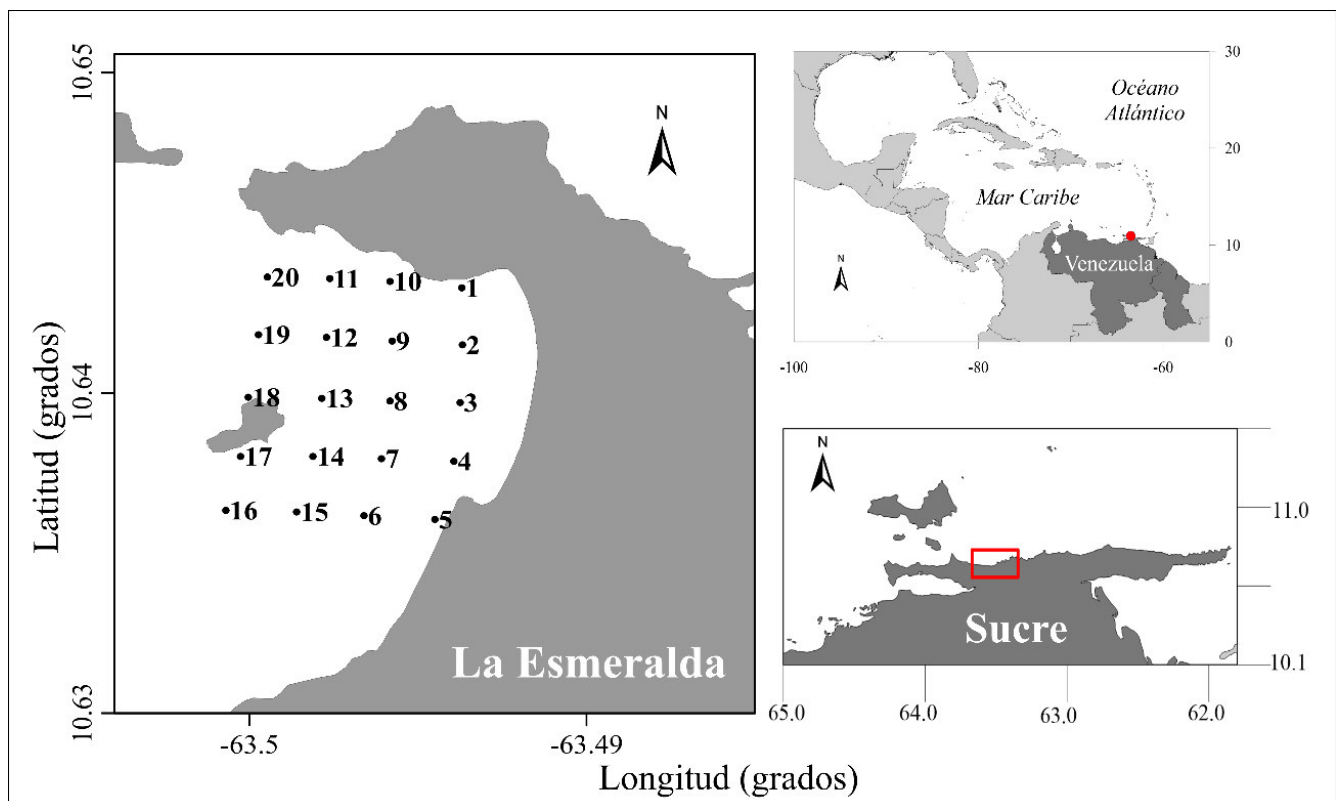 10.65
10.64
10.63
Latitud (grados)
N
20 11 10 1
19 12 9 2
18 13 8 3
17 14 7 4
16 15 6 5
La Esmeralda
-63.5 -63.49
Longitud (grados)
30
20
10
0
Océano
Atlántico
Mar Caribe
N
Venezuela
-100 -80 -60
N
11.0
10.1
Sucre
65.0 64.0 63.0 62.0